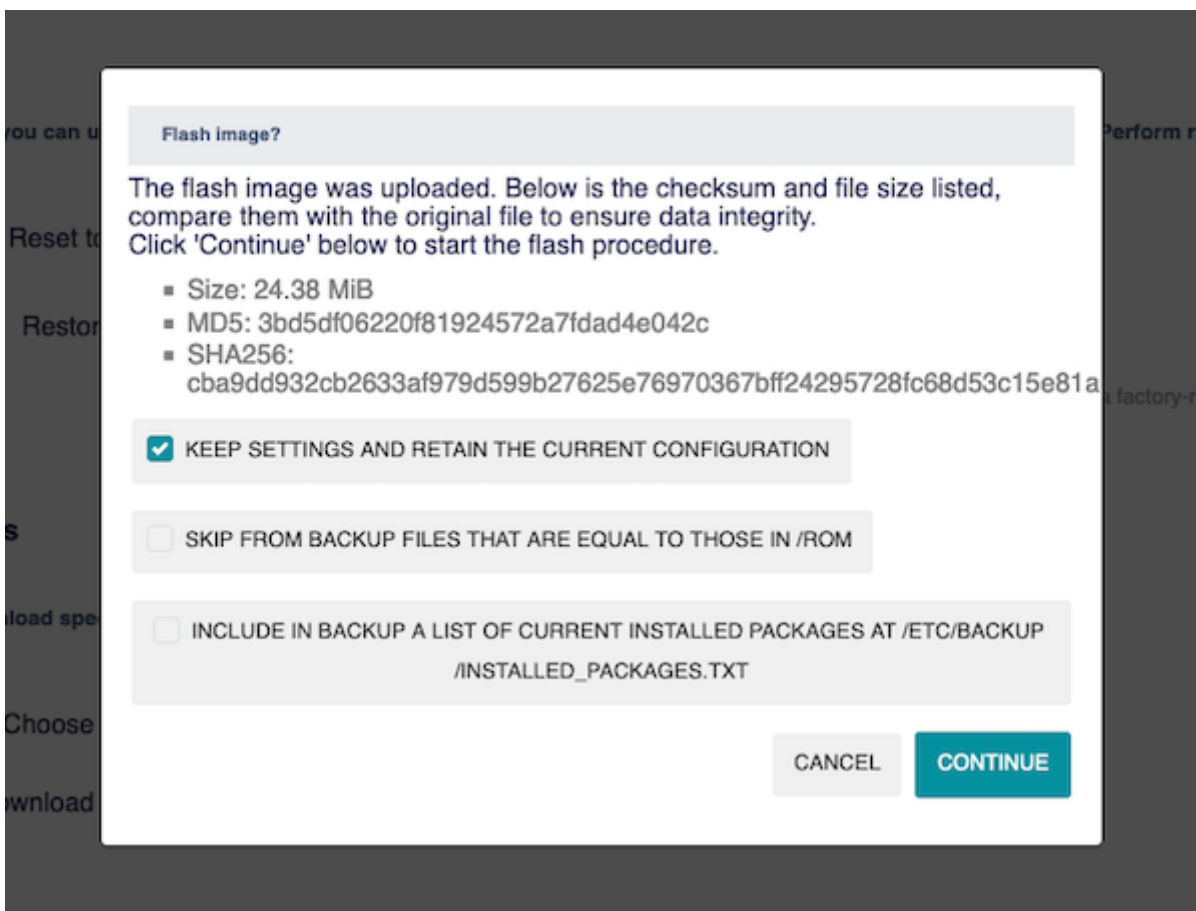 you can u
Flash image?
Perform r
The flash image was uploaded. Below is the checksum and file size listed,
compare them with the original file to ensure data integrity.
Click 'Continue' below to start the flash procedure.
Reset to
Size: 24.38 MiB
Restor
MD5: 3bd5df06220f81924572a7fdad4e042c
SHA256:
cba9dd932cb2633af979d599b27625e76970367bff24295728fc68d53c15e81a
a factory-r
KEEP SETTINGS AND RETAIN THE CURRENT CONFIGURATION
s
SKIP FROM BACKUP FILES THAT ARE EQUAL TO THOSE IN /ROM
load spe
INCLUDE IN BACKUP A LIST OF CURRENT INSTALLED PACKAGES AT /ETC/BACKUP
/INSTALLED_PACKAGES.TXT
Choose
CANCEL
CONTINUE
ownload